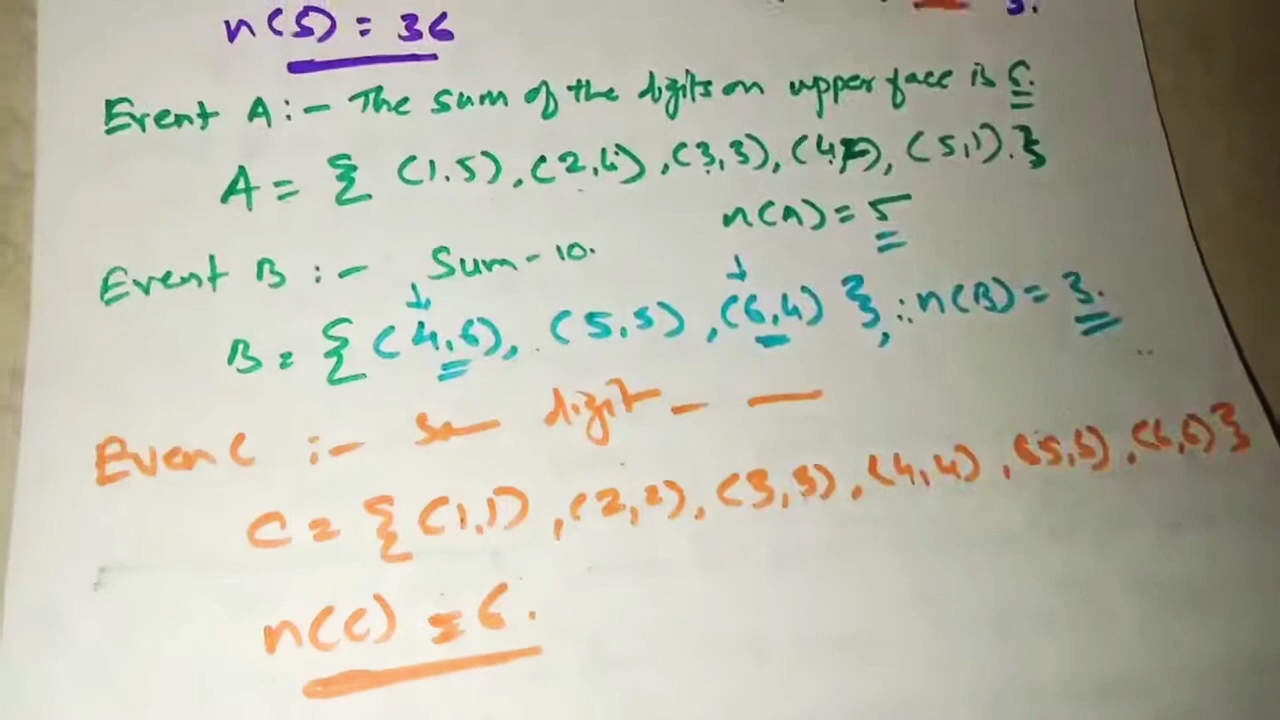 n(S) = 36
3.
Event A :- The sum of the digits on upper face is 6.
A = { (1,5), (2,4), (3,3), (4,2), (5,1).}
n(A) = 5
Event B :- Sum - 10.
B = { (4,6), (5,5), (6,4) }, ∴ n(B) = 3.
Even C :- digit - —
C = { (1,1), (2,2), (3,3), (4,4), (5,5), (6,6) }
n(C) = 6.